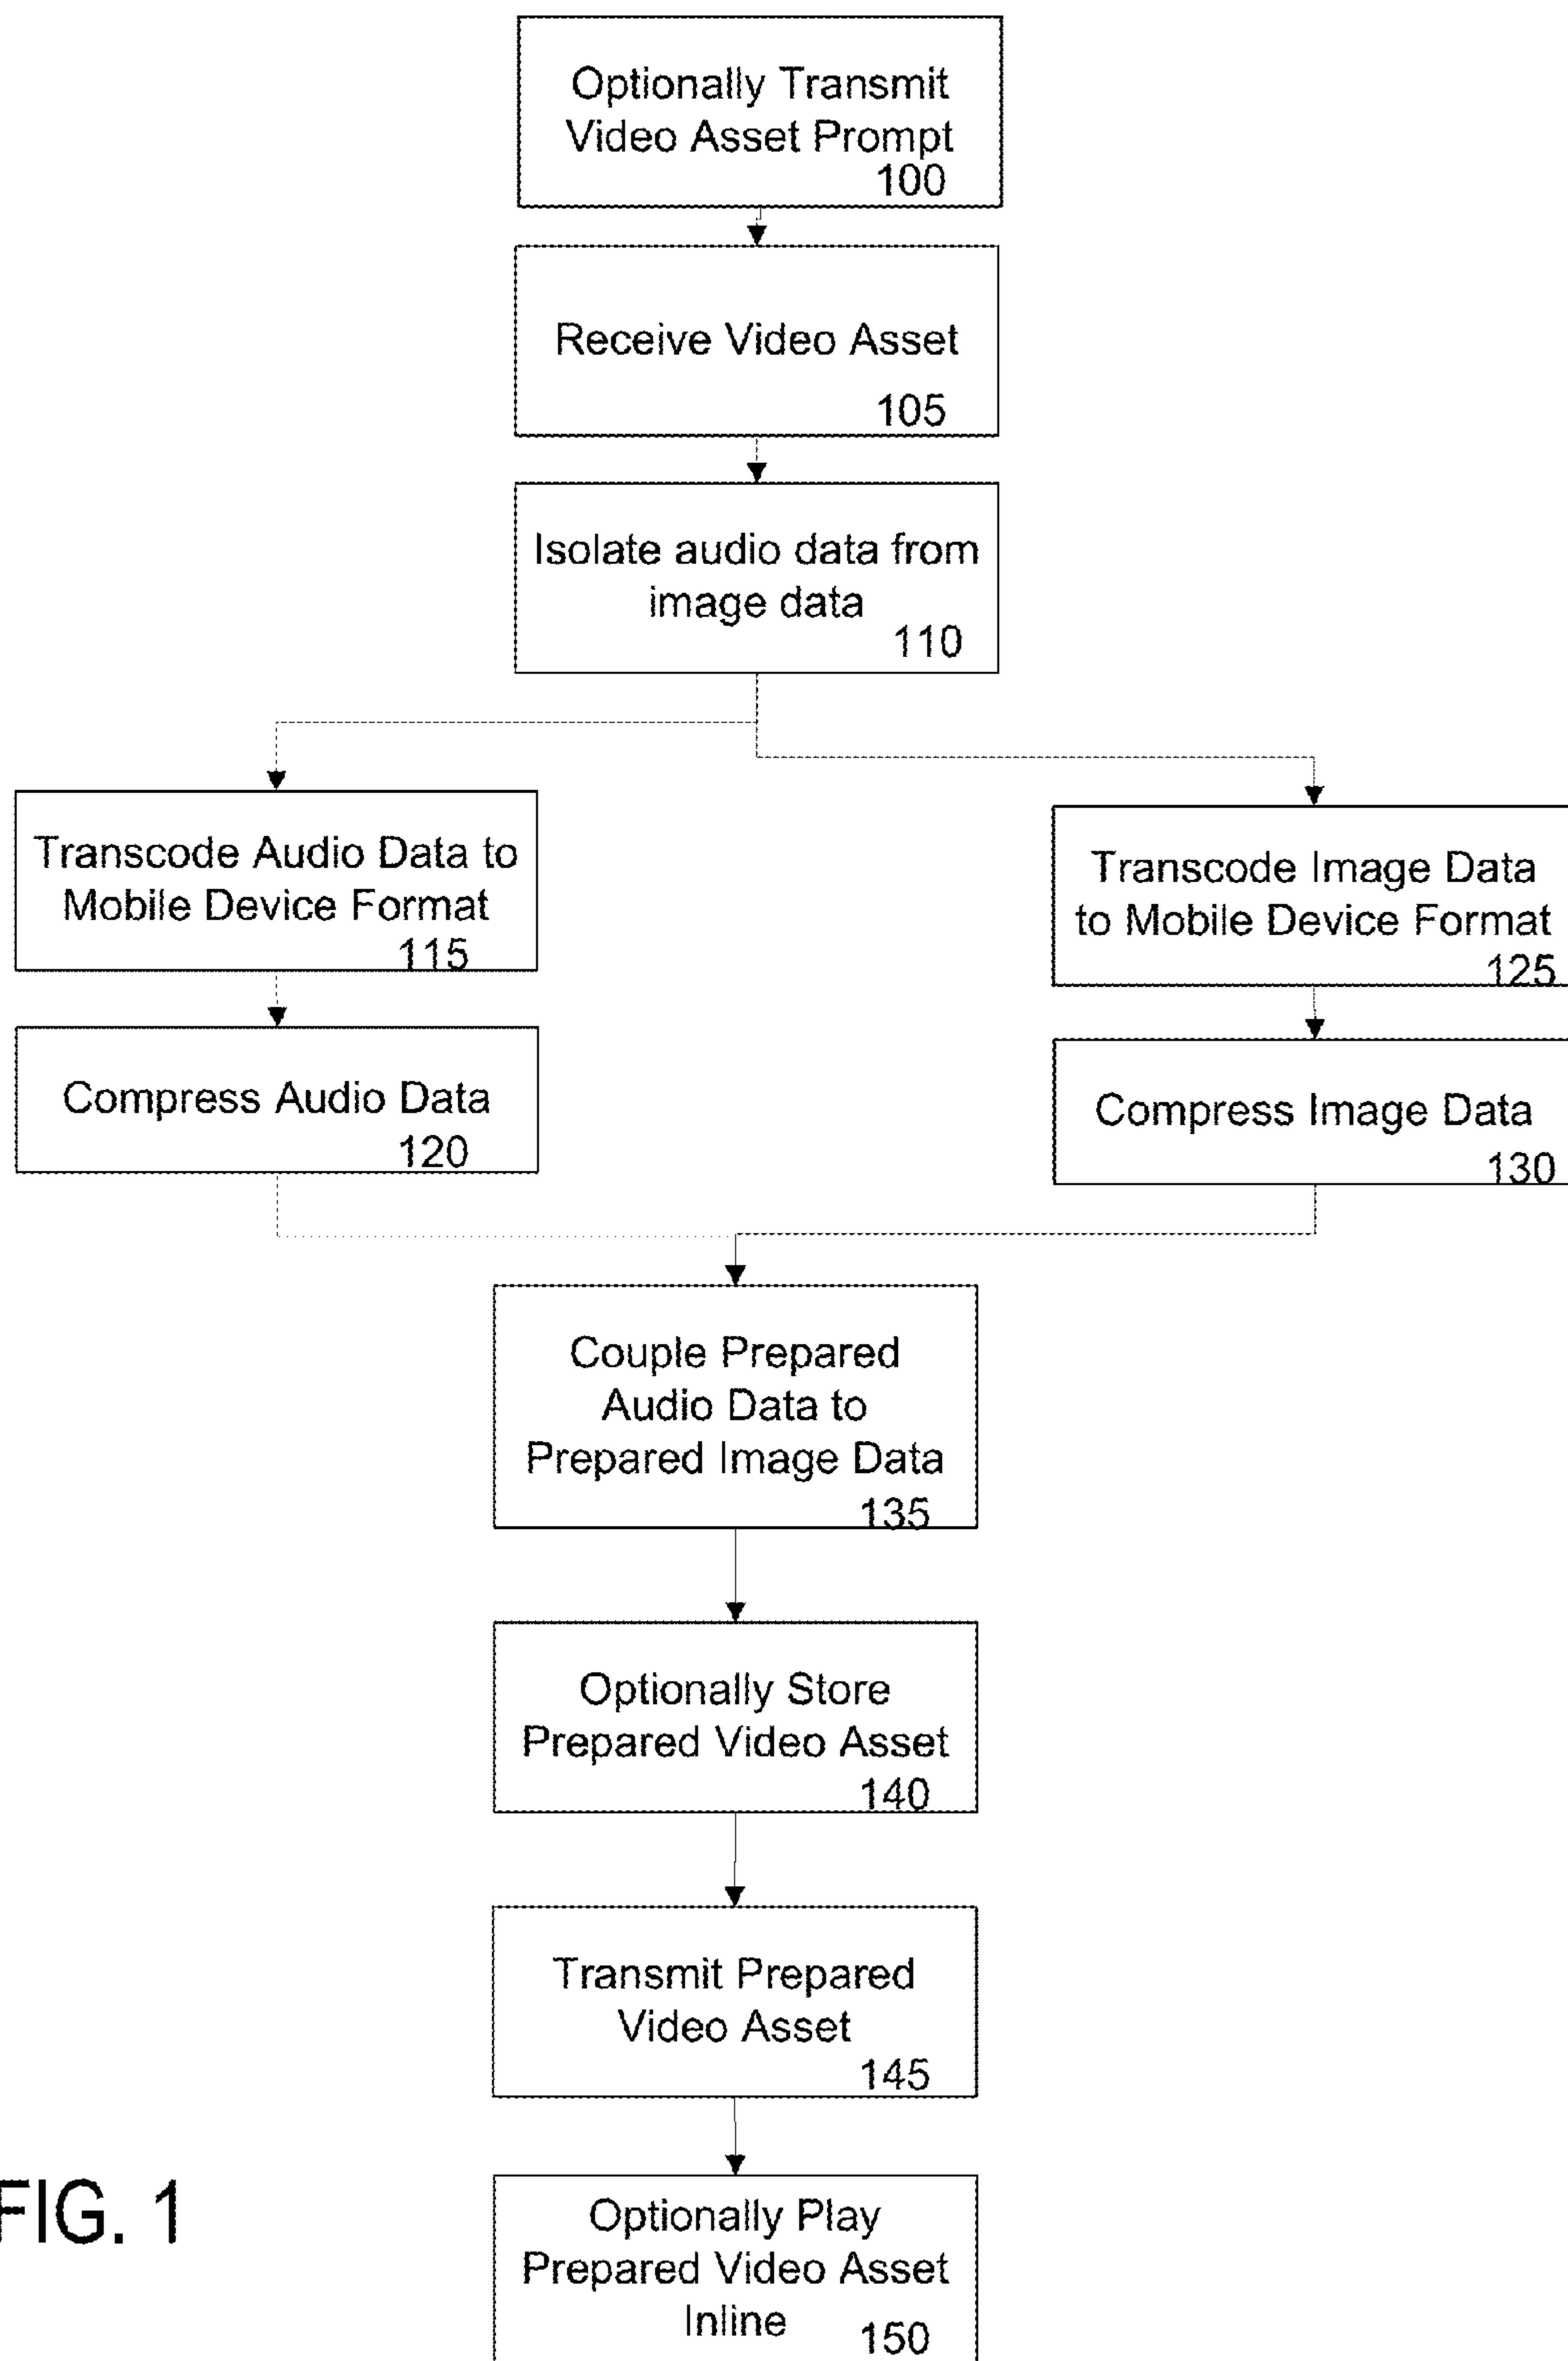 Optionally Transmit
Video Asset Prompt
100
Receive Video Asset
105
Isolate audio data from
image data
110
Transcode Audio Data to
Mobile Device Format
115
Transcode Image Data
to Mobile Device Format
125
Compress Audio Data
120
Compress Image Data
130
Couple Prepared
Audio Data to
Prepared Image Data
135
Optionally Store
Prepared Video Asset
140
Transmit Prepared
Video Asset
145
Optionally Play
Prepared Video Asset
Inline
150
FIG. 1